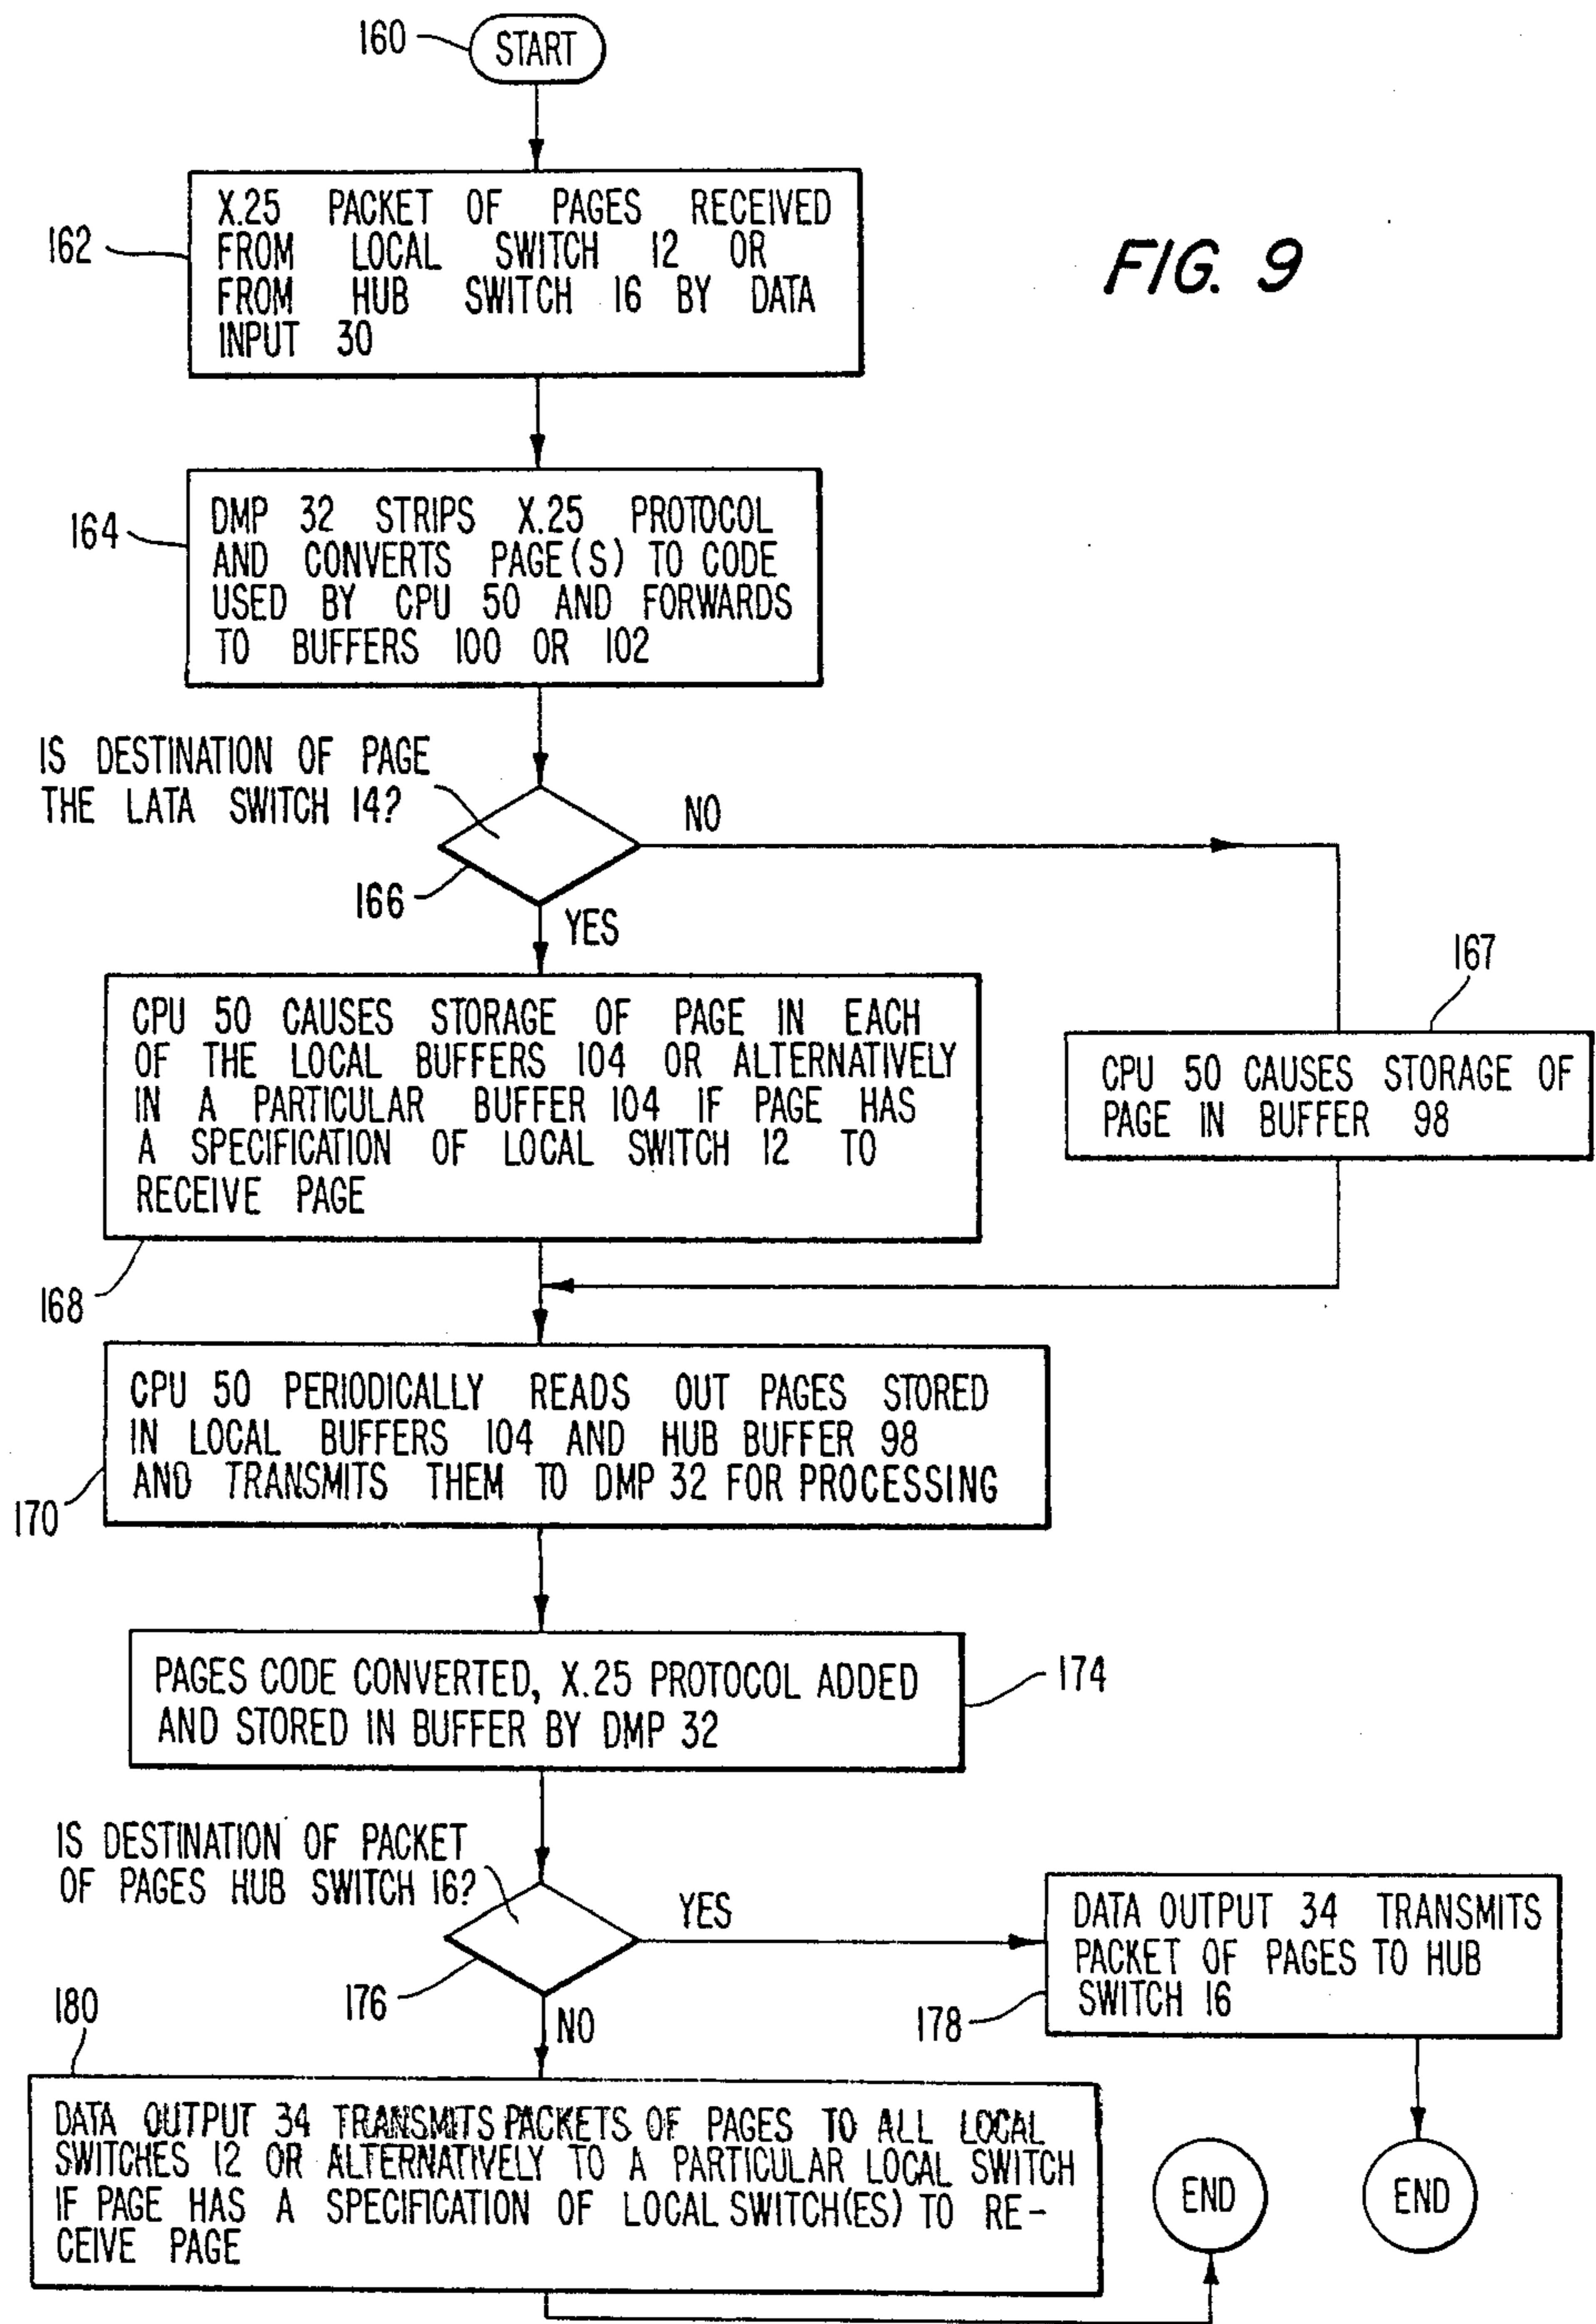 160
START
FIG. 9
162
X.25 PACKET OF PAGES RECEIVED
FROM LOCAL SWITCH 12 OR
FROM HUB SWITCH 16 BY DATA
INPUT 30
164
DMP 32 STRIPS X.25 PROTOCOL
AND CONVERTS PAGE(S) TO CODE
USED BY CPU 50 AND FORWARDS
TO BUFFERS 100 OR 102
IS DESTINATION OF PAGE
THE LATA SWITCH 14?
NO
166
YES
CPU 50 CAUSES STORAGE OF PAGE IN EACH
OF THE LOCAL BUFFERS 104 OR ALTERNATIVELY
IN A PARTICULAR BUFFER 104 IF PAGE HAS
A SPECIFICATION OF LOCAL SWITCH 12 TO
RECEIVE PAGE
167
CPU 50 CAUSES STORAGE OF
PAGE IN BUFFER 98
168
CPU 50 PERIODICALLY READS OUT PAGES STORED
IN LOCAL BUFFERS 104 AND HUB BUFFER 98
AND TRANSMITS THEM TO DMP 32 FOR PROCESSING
170
PAGES CODE CONVERTED, X.25 PROTOCOL ADDED
AND STORED IN BUFFER BY DMP 32
174
IS DESTINATION OF PACKET
OF PAGES HUB SWITCH 16?
YES
176
NO
DATA OUTPUT 34 TRANSMITS
PACKET OF PAGES TO HUB
SWITCH 16
178
180
DATA OUTPUT 34 TRANSMITS PACKETS OF PAGES TO ALL LOCAL
SWITCHES 12 OR ALTERNATIVELY TO A PARTICULAR LOCAL SWITCH
IF PAGE HAS A SPECIFICATION OF LOCAL SWITCH(ES) TO RE-
CEIVE PAGE
END
END